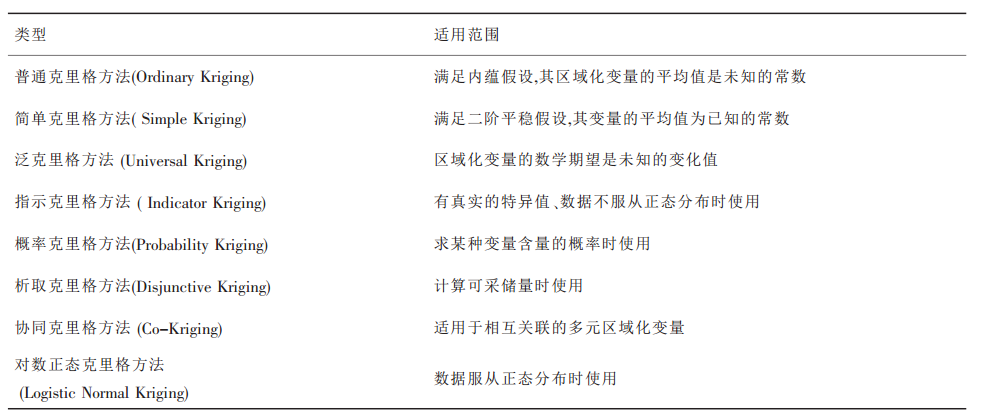 类型 适用范围
普通克里格方法(Ordinary Kriging) 满足内蕴假设,其区域化变量的平均值是未知的常数
简单克里格方法( Simple Kriging) 满足二阶平稳假设,其变量的平均值为已知的常数
泛克里格方法 (Universal Kriging) 区域化变量的数学期望是未知的变化值
指示克里格方法 ( Indicator Kriging) 有真实的特异值、数据不服从正态分布时使用
概率克里格方法(Probability Kriging) 求某种变量含量的概率时使用
析取克里格方法(Disjunctive Kriging) 计算可采储量时使用
协同克里格方法 (Co-Kriging) 适用于相互关联的多元区域化变量
对数正态克里格方法
(Logistic Normal Kriging) 数据服从正态分布时使用